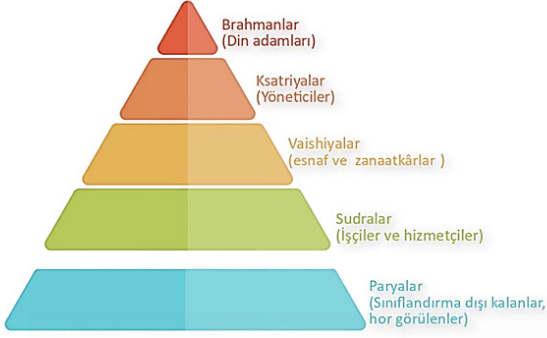 Brahmanlar
(Din adamları)
Ksatriyalar
(Yöneticiler)
Vaishiyalar
(esnaf ve zanaatkârlar )
Sudralar
(İşçiler ve hizmetçiler)
Paryalar
(Sınıflandırma dışı kalanlar,
hor görülenler)